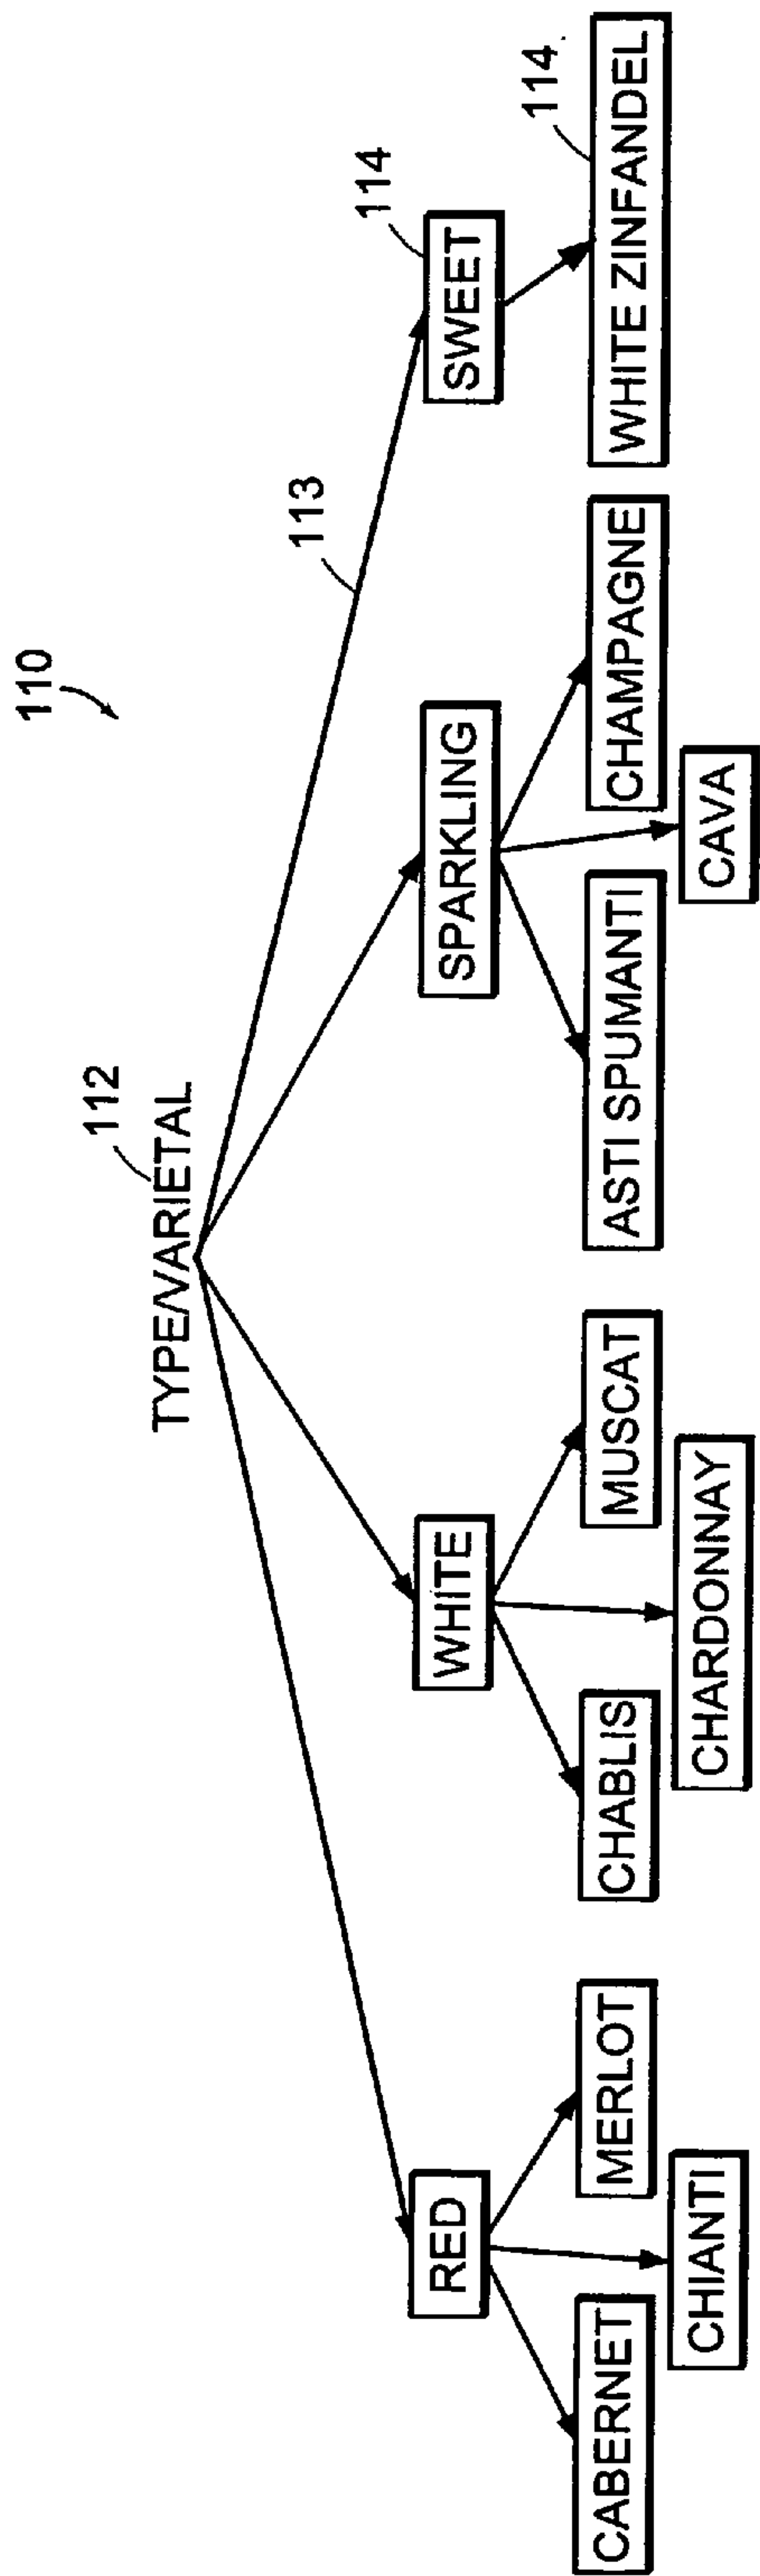 110
112
TYPE/VARIETAL
113
114
RED
WHITE
SPARKLING
SWEET
114
CABERNET
MERLOT
CHABLIS
MUSCAT
ASTI SPUMANTI
CHAMPAGNE
WHITE ZINFANDEL
CHIANTI
CHARDONNAY
CAVA